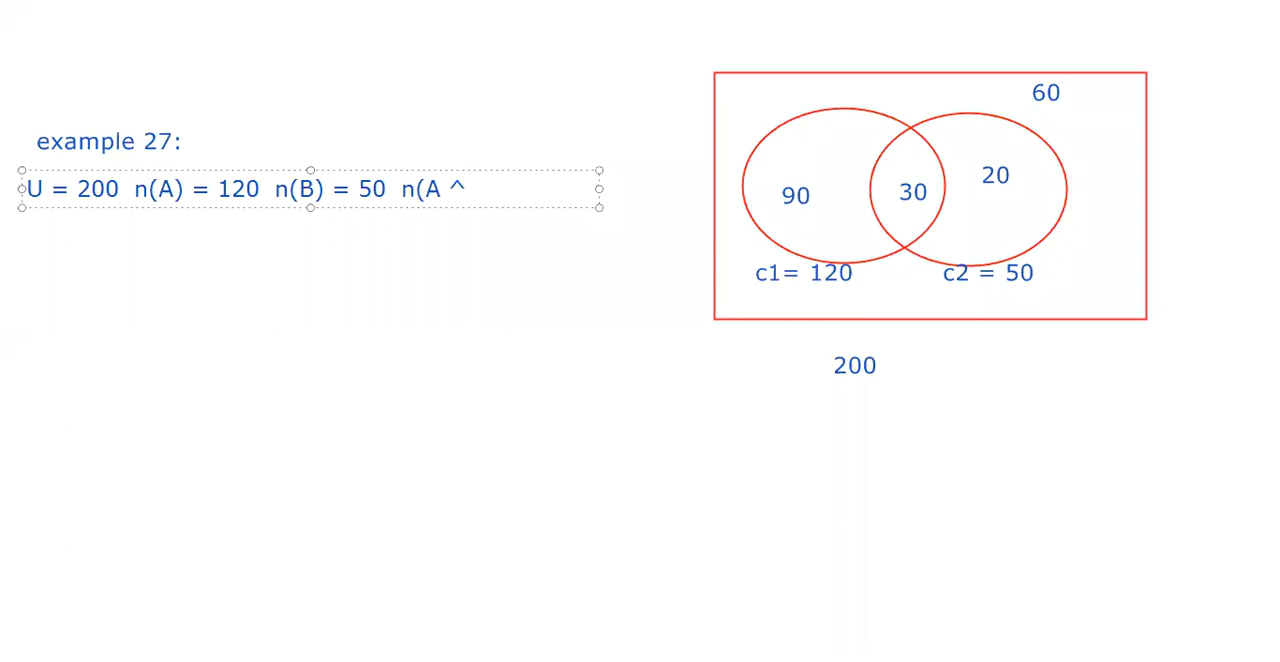 60
example 27:
U = 200 n(A) = 120 n(B) = 50 n(A ^
90 30 20
c1= 120 c2 = 50
200